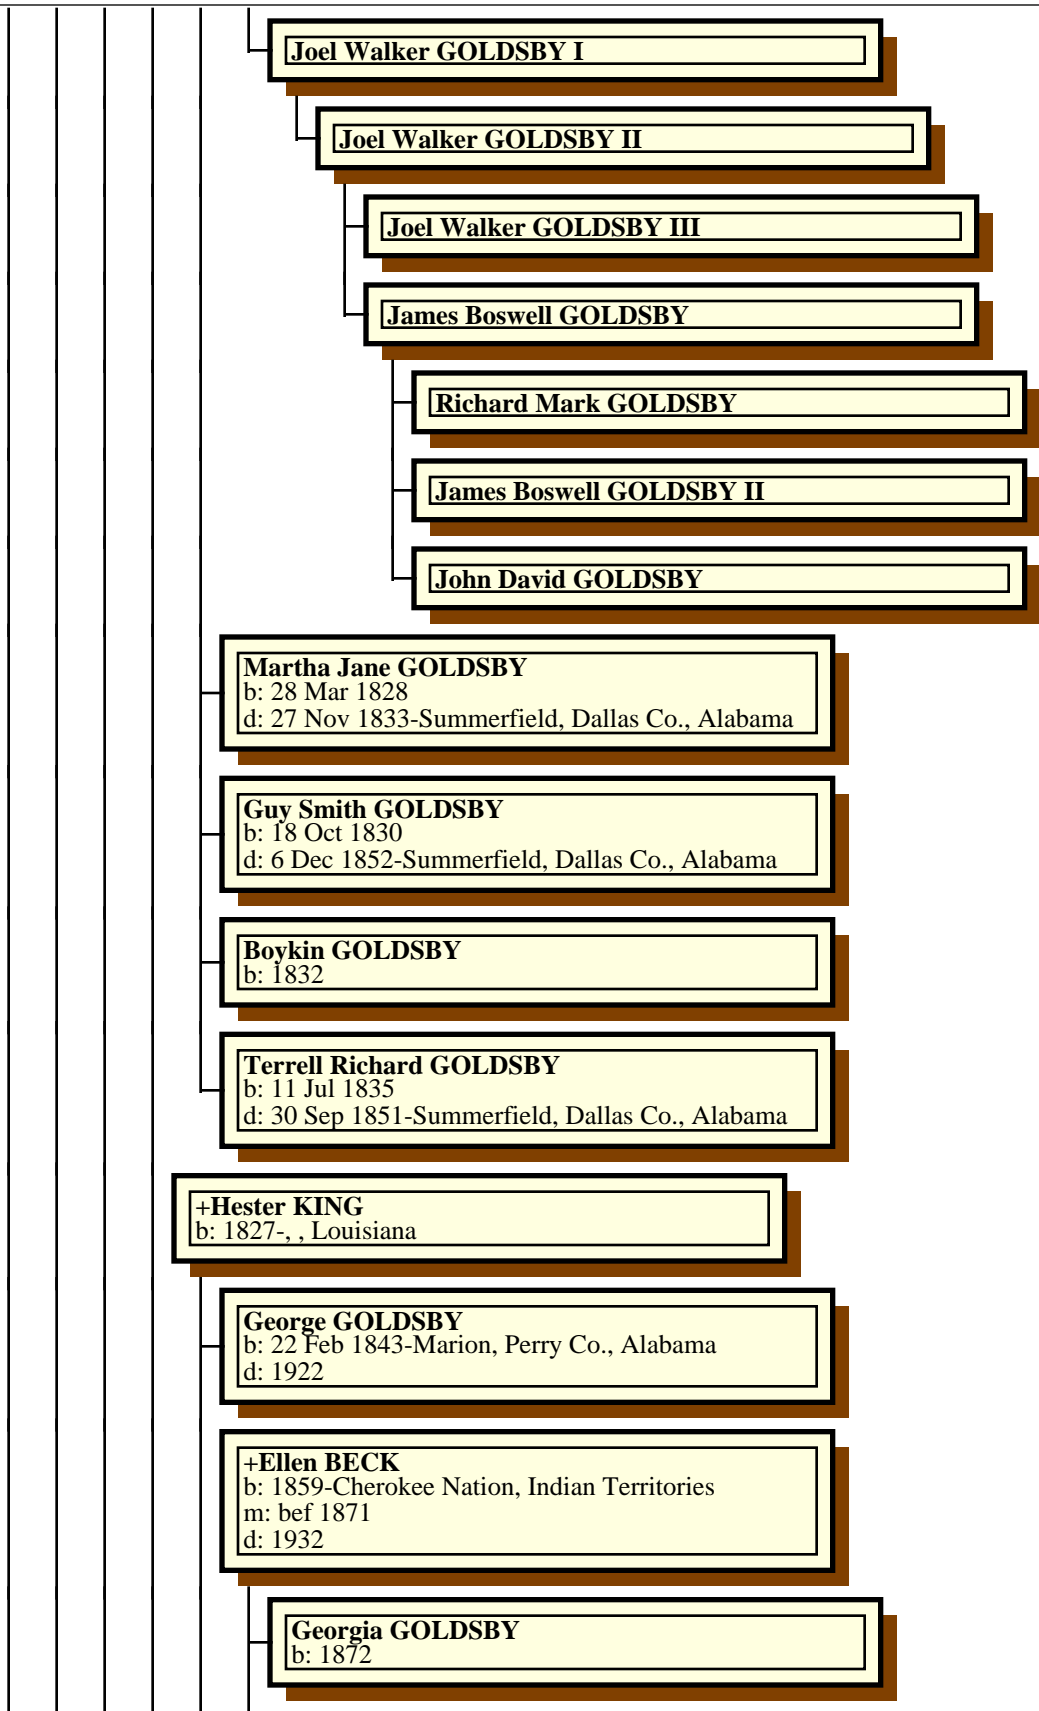 Joel Walker GOLDSBY I
Joel Walker GOLDSBY II
Joel Walker GOLDSBY III
James Boswell GOLDSBY
Richard Mark GOLDSBY
James Boswell GOLDSBY II
John David GOLDSBY
Martha Jane GOLDSBY
b: 28 Mar 1828
d: 27 Nov 1833-Summerfield, Dallas Co., Alabama
Guy Smith GOLDSBY
b: 18 Oct 1830
d: 6 Dec 1852-Summerfield, Dallas Co., Alabama
Boykin GOLDSBY
b: 1832
Terrell Richard GOLDSBY
b: 11 Jul 1835
d: 30 Sep 1851-Summerfield, Dallas Co., Alabama
+Hester KING
b: 1827-, , Louisiana
George GOLDSBY
b: 22 Feb 1843-Marion, Perry Co., Alabama
d: 1922
+Ellen BECK
b: 1859-Cherokee Nation, Indian Territories
m: bef 1871
d: 1932
Georgia GOLDSBY
b: 1872